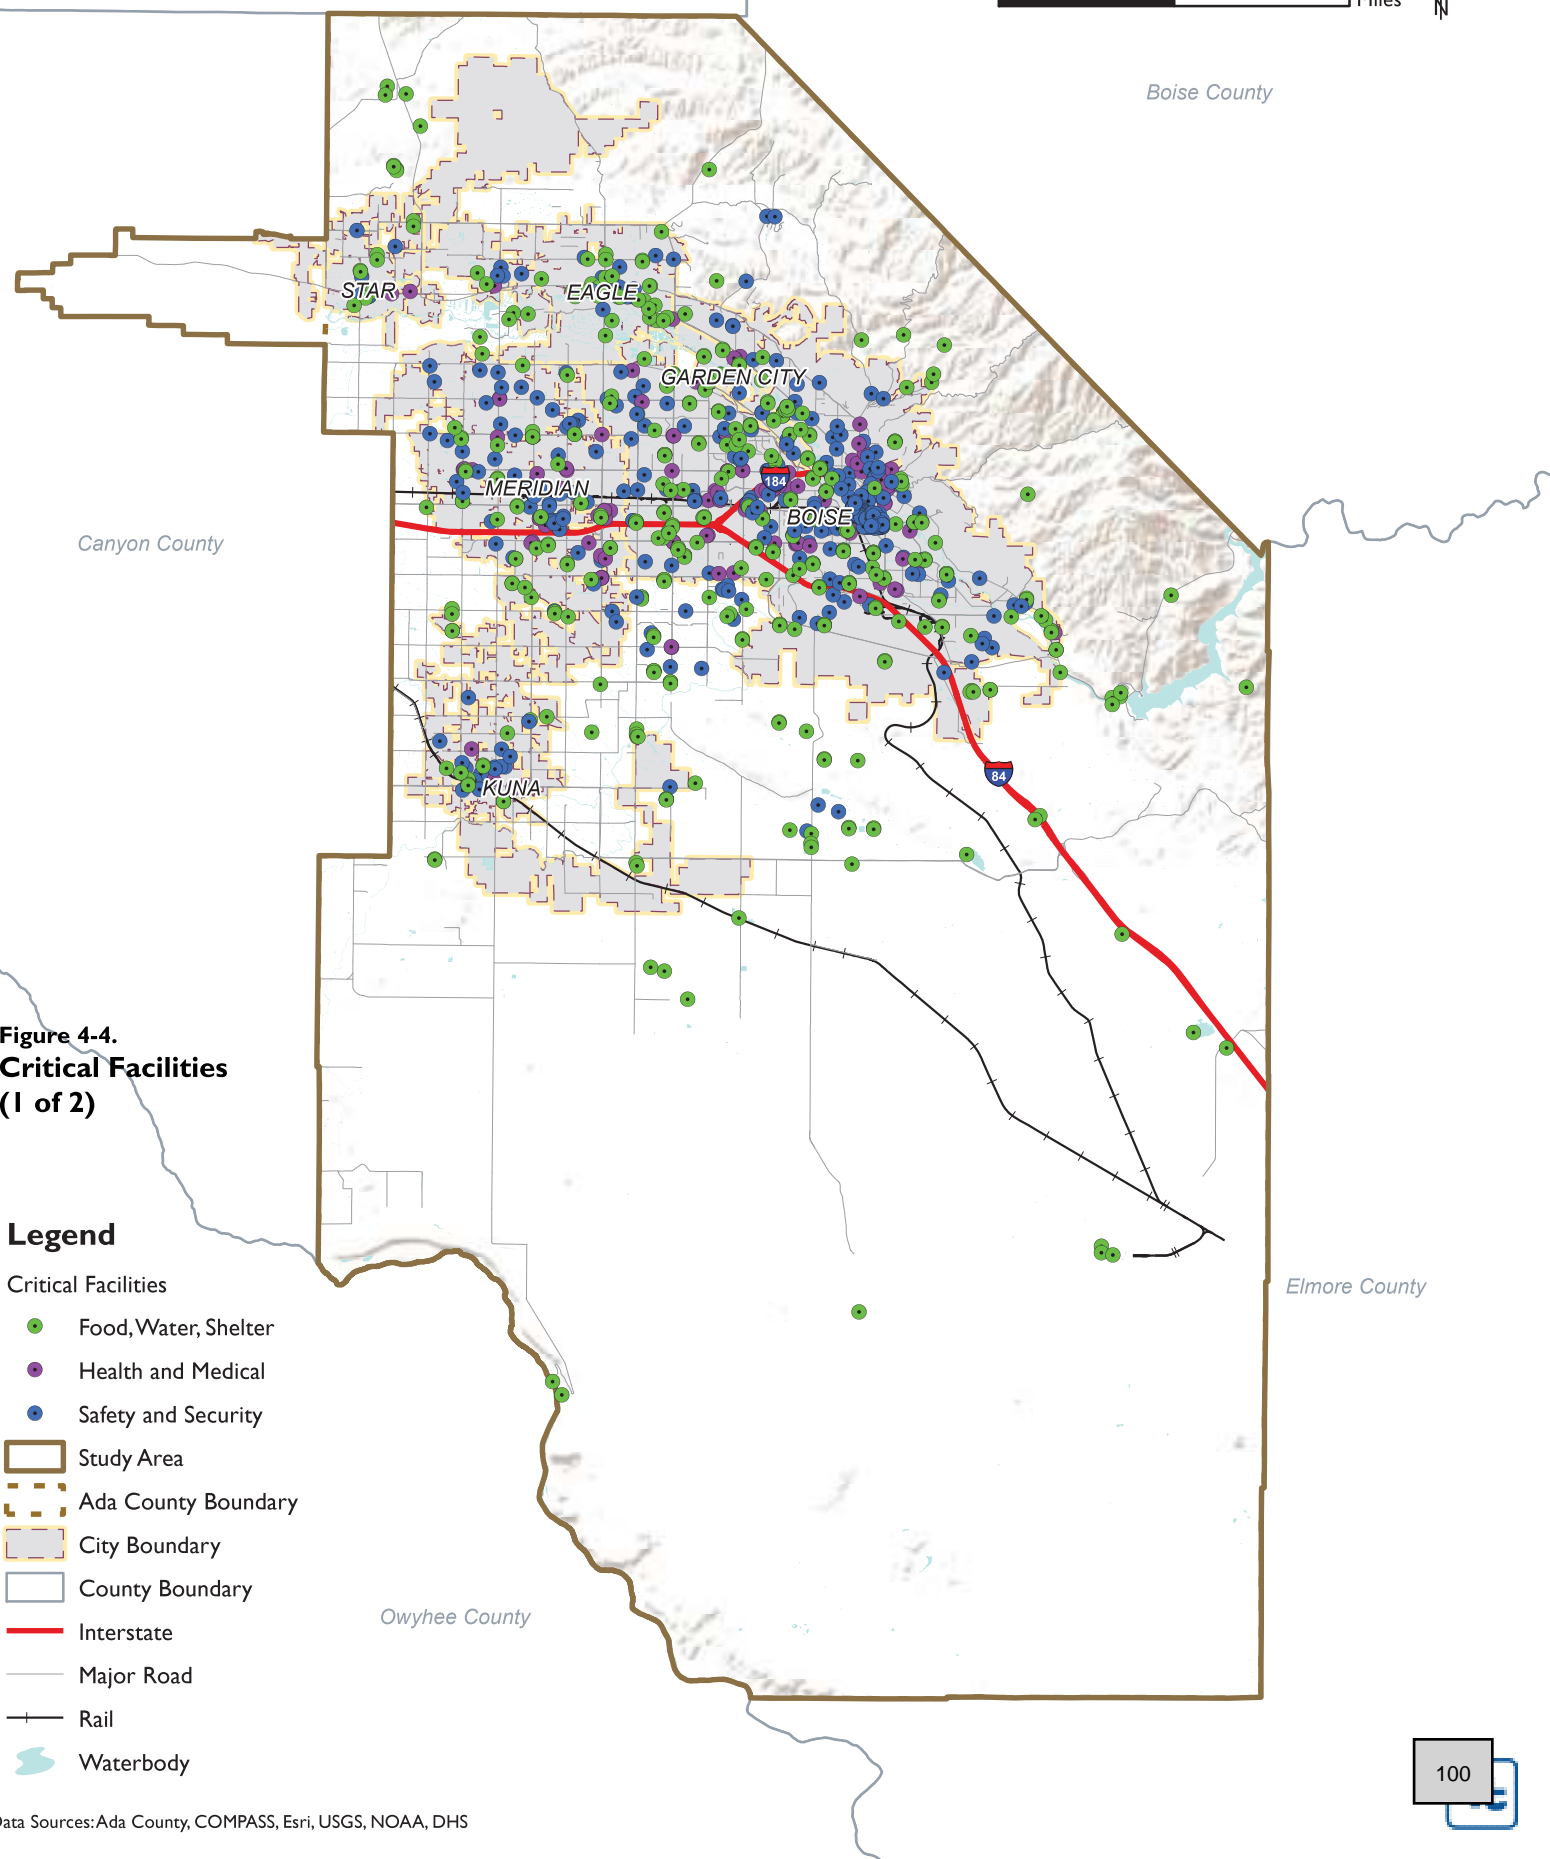 Miles
N
Boise County
STAR
EAGLE
GARDEN CITY
184
MERIDIAN
BOISE
Canyon County
84
KUNA
Figure 4-4.
Critical Facilities
(1 of 2)
Legend
Critical Facilities
Food, Water, Shelter
Health and Medical
Elmore County
Safety and Security
Study Area
Ada County Boundary
City Boundary
County Boundary
Owyhee County
Interstate
Major Road
Rail
Waterbody
100
Data Sources: Ada County, COMPASS, Esri, USGS, NOAA, DHS